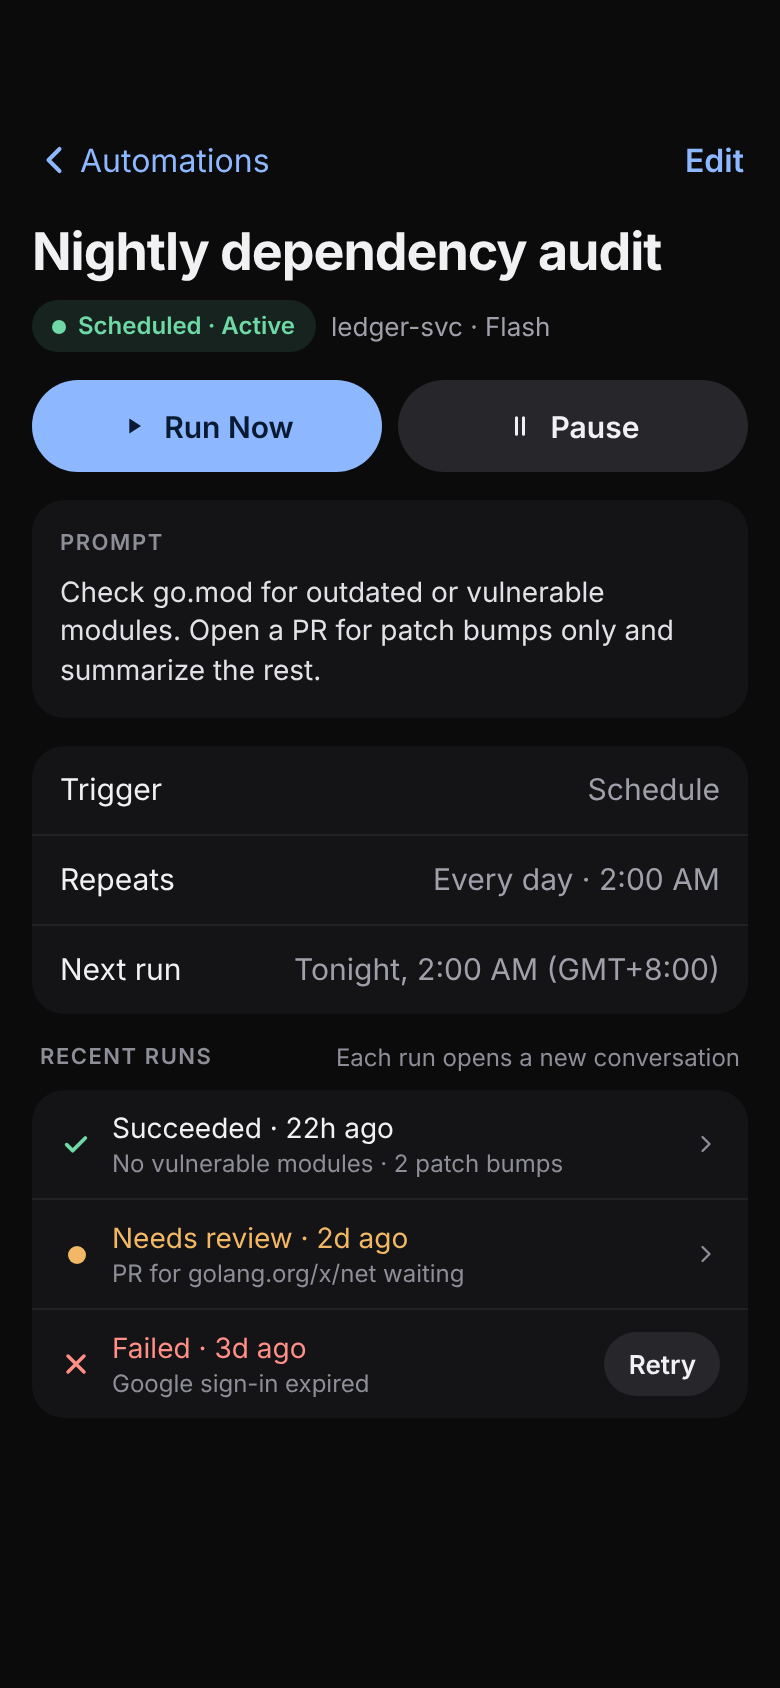 Automations
Edit
Nightly dependency audit
Scheduled · Active
ledger-svc · Flash
Run Now
Pause
PROMPT
Check go.mod for outdated or vulnerable
modules. Open a PR for patch bumps only and
summarize the rest.
Trigger
Schedule
Repeats
Every day · 2:00 AM
Next run
Tonight, 2:00 AM (GMT+8:00)
RECENT RUNS
Each run opens a new conversation
Succeeded · 22h ago
No vulnerable modules · 2 patch bumps
Needs review · 2d ago
PR for golang.org/x/net waiting
Failed · 3d ago
Google sign-in expired
Retry